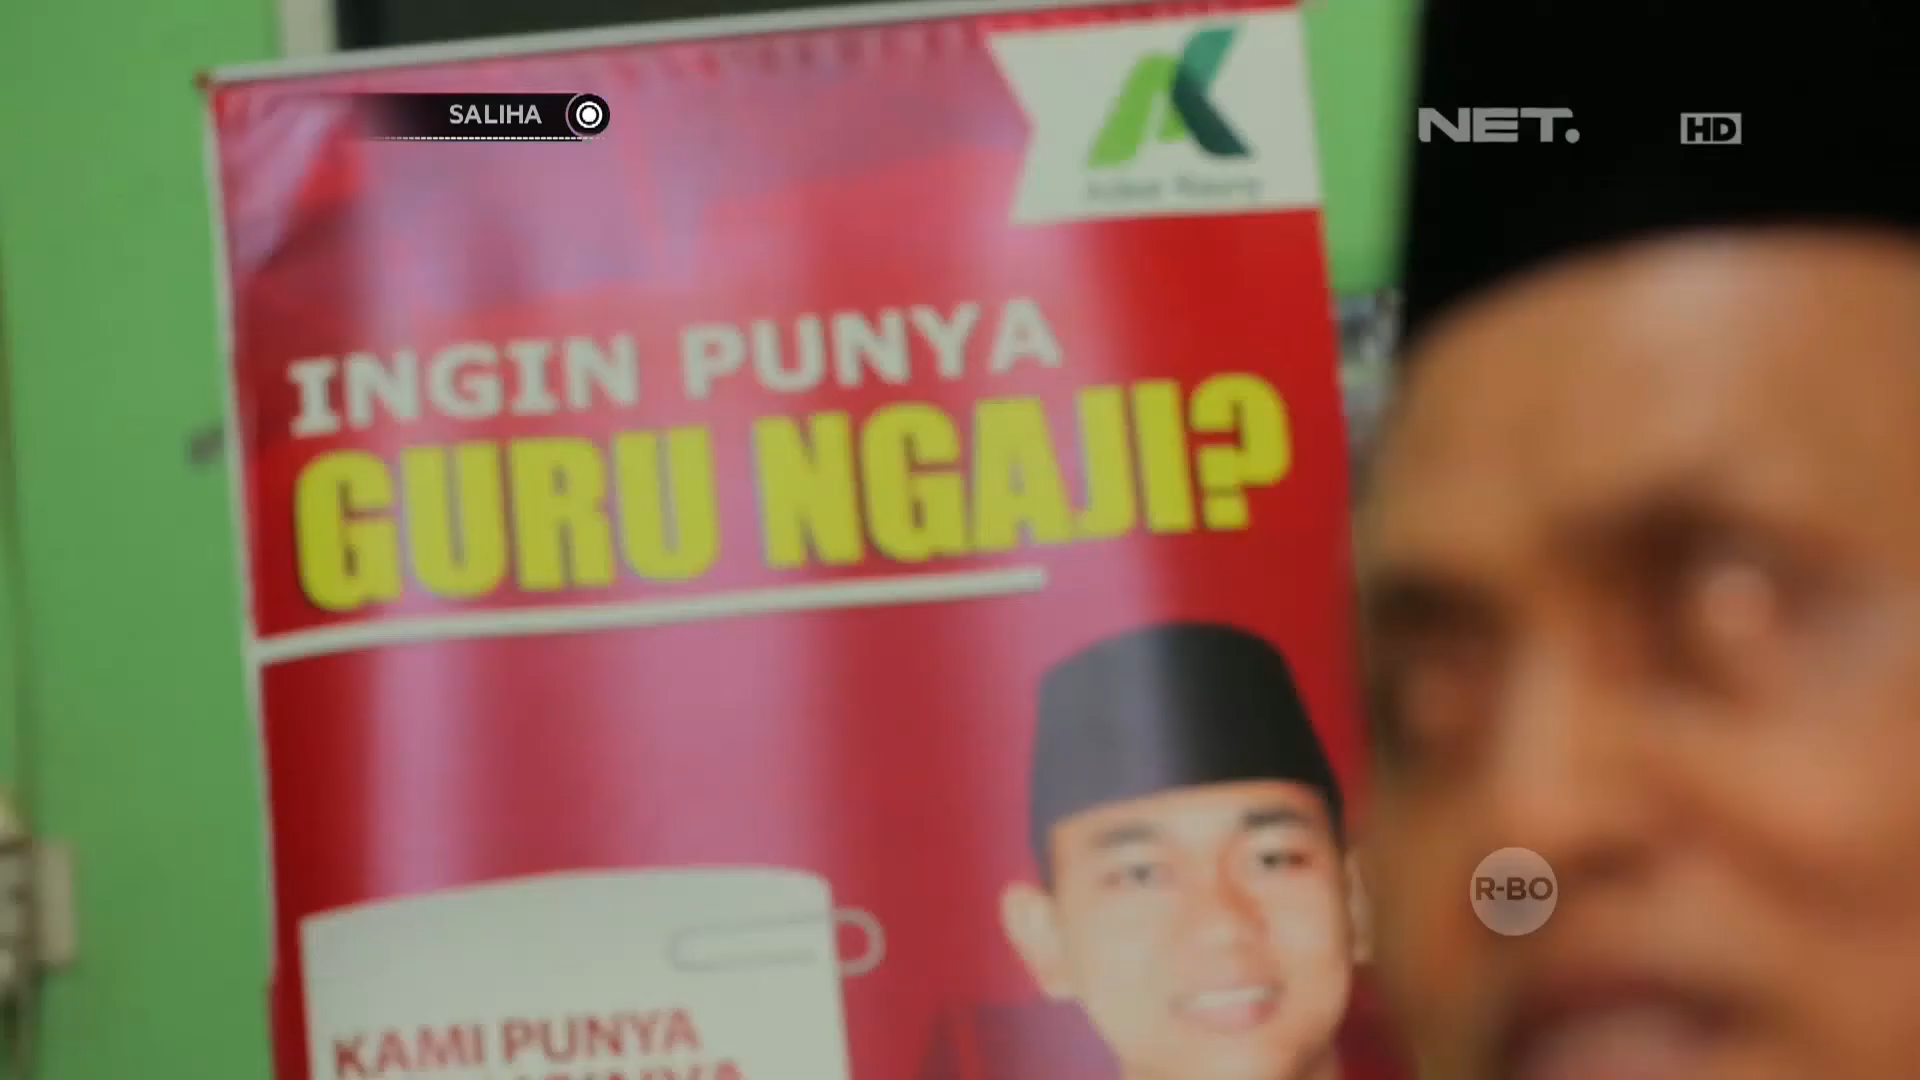 SALIHA
NET.
HD
INGIN PUNYA
GURU NGAJI?
R-BO
KAMI PUNYA